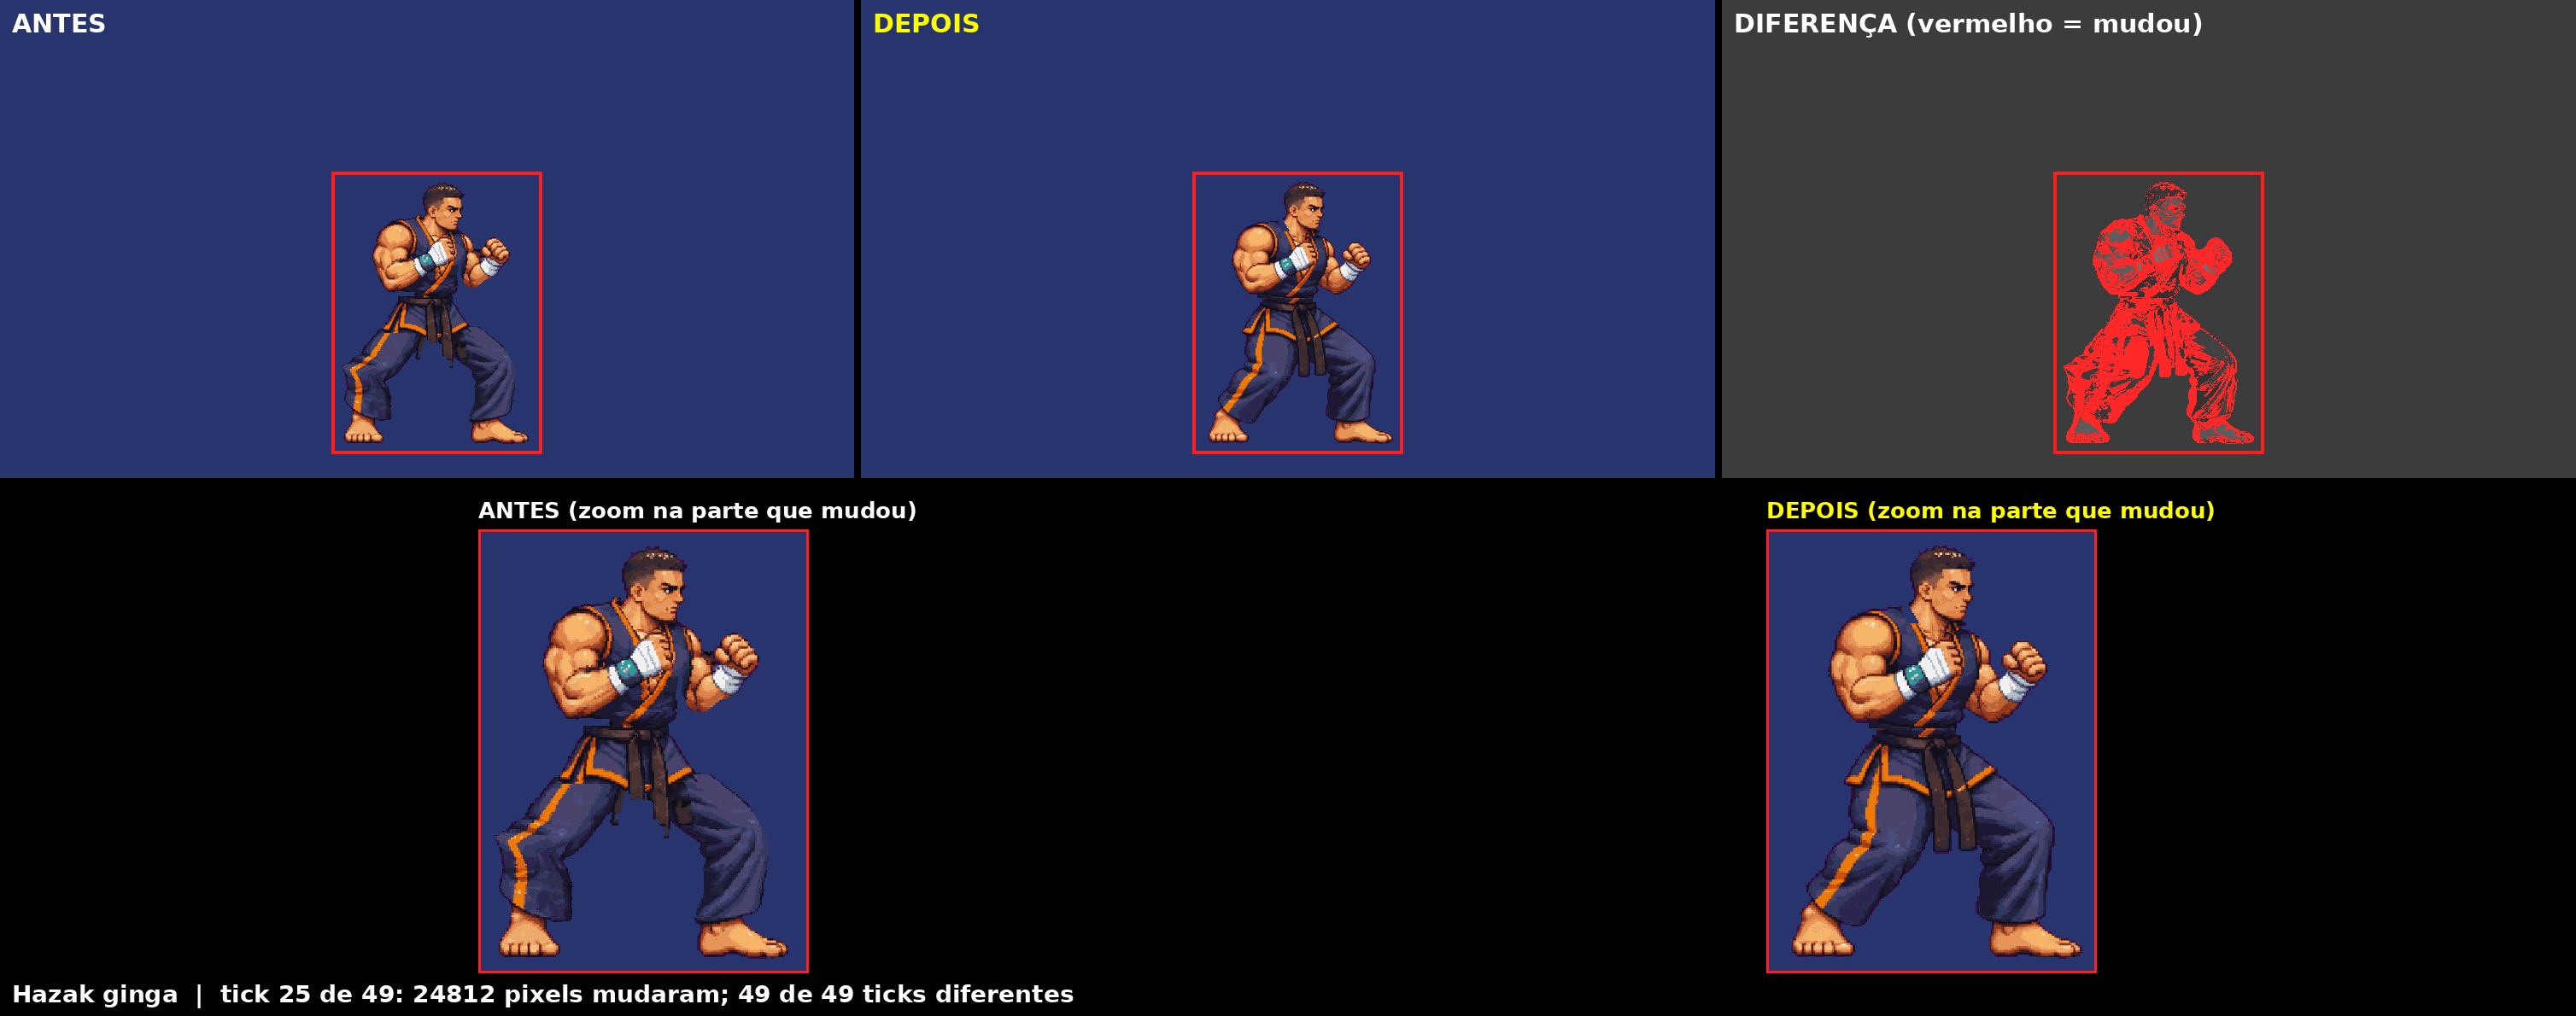 ANTES
DEPOIS
DIFERENÇA (vermelho = mudou)
ANTES (zoom na parte que mudou)
DEPOIS (zoom na parte que mudou)
Hazak ginga | tick 25 de 49: 24812 pixels mudaram; 49 de 49 ticks diferentes